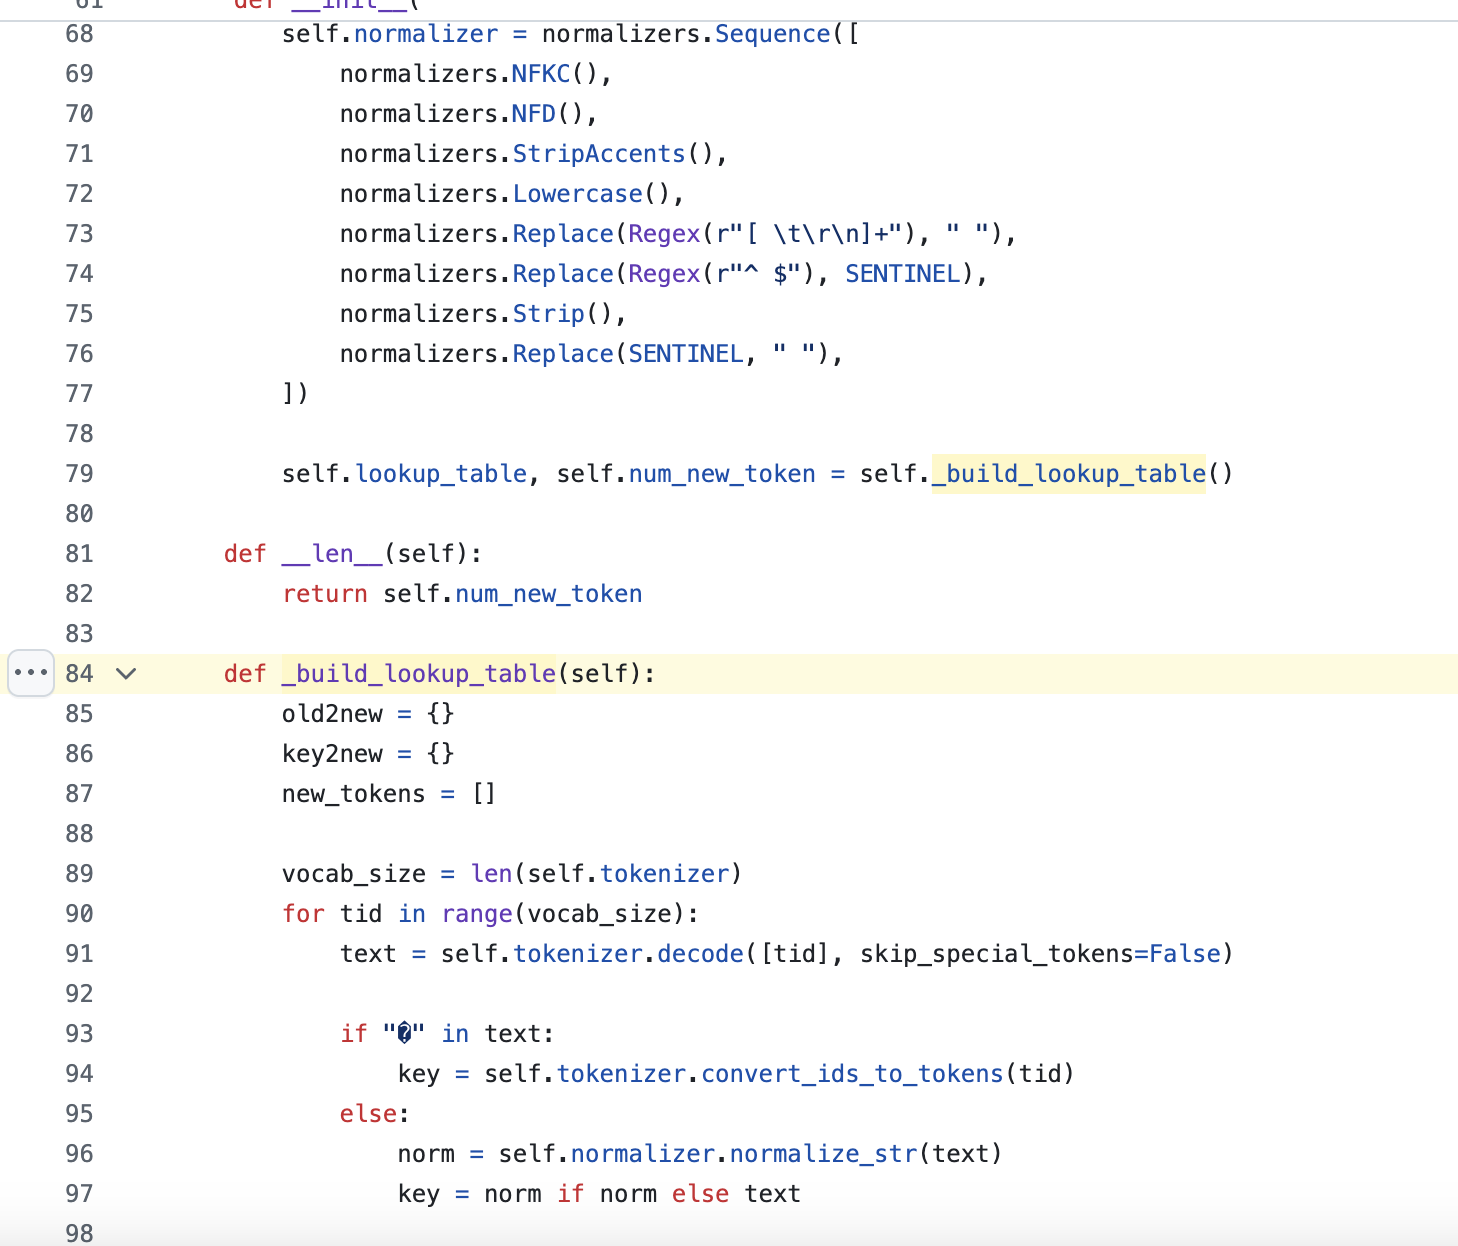 61 def __init__(
68 self.normalizer = normalizers.Sequence([
69 normalizers.NFKC(),
70 normalizers.NFD(),
71 normalizers.StripAccents(),
72 normalizers.Lowercase(),
73 normalizers.Replace(Regex(r"[ \t\r\n]+"), " "),
74 normalizers.Replace(Regex(r"^ $"), SENTINEL),
75 normalizers.Strip(),
76 normalizers.Replace(SENTINEL, " "),
77 ])
78
79 self.lookup_table, self.num_new_token = self._build_lookup_table()
80
81 def __len__(self):
82 return self.num_new_token
83
84 def _build_lookup_table(self):
85 old2new = {}
86 key2new = {}
87 new_tokens = []
88
89 vocab_size = len(self.tokenizer)
90 for tid in range(vocab_size):
91 text = self.tokenizer.decode([tid], skip_special_tokens=False)
92
93 if "�" in text:
94 key = self.tokenizer.convert_ids_to_tokens(tid)
95 else:
96 norm = self.normalizer.normalize_str(text)
97 key = norm if norm else text
98